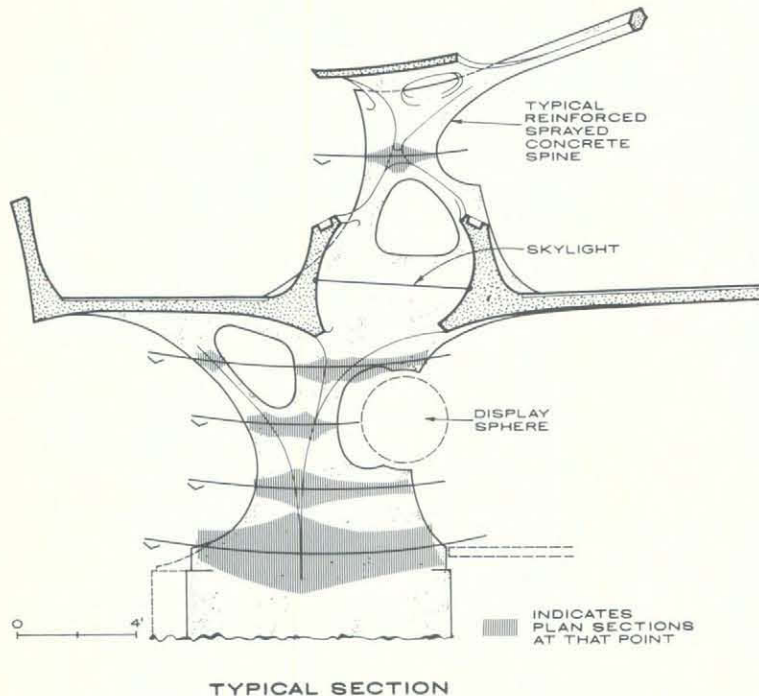 TYPICAL
REINFORCED
SPRAYED
CONCRETE
SPINE
SKYLIGHT
DISPLAY
SPHERE
0 4'
INDICATES
PLAN SECTIONS
AT THAT POINT
TYPICAL SECTION